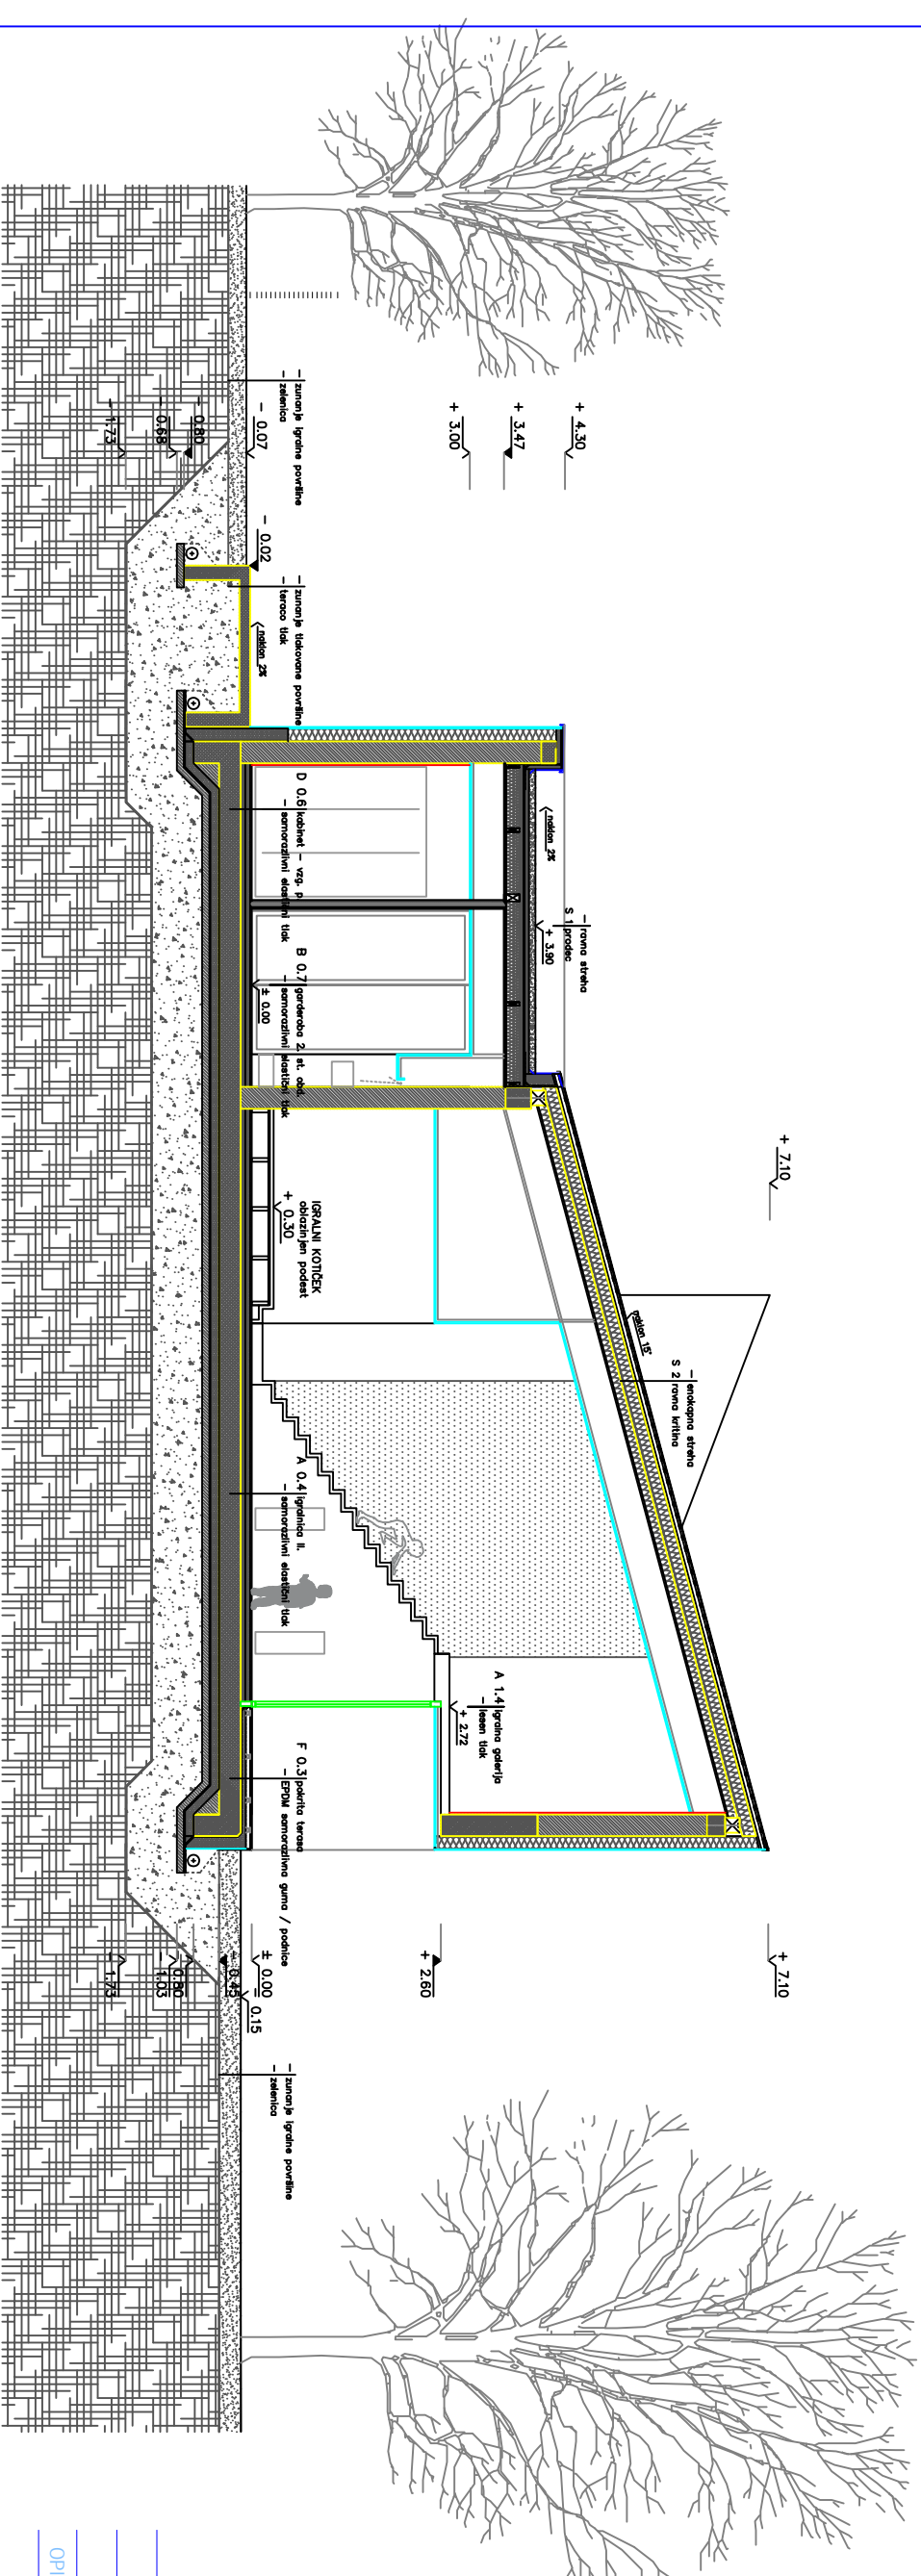 + 4.30
+ 3.47
+ 3.00
- 0.07
- 0.80
- 0.68
- 1.73
- zunanje igralne površine
- zelenica
- 0.02
- zunanje tlakovane površine
- teraco tlak
naklon 2%
naklon 2%
- ravna streha
S 1 prodec
+ 3.90
D 0.6 kabinet - vzg. p.
- samorazlivni elastični tlak
B 0.7 garderoba 2. st. obd.
- samorazlivni elastični tlak
± 0.00
+ 7.10
IGRALNI KOTIČEK
oblazinjen podest
+ 0.30
naklon 15°
- enokapna streha
S 2 ravna kritina
A 0.4 igralnica II.
- samorazlivni elastični tlak
A 1.4 igralna galerija
- lesen tlak
+ 2.72
F 0.3 pokrita terasa
- EPDM samorazlivna guma / podnice
+ 7.10
+ 2.60
± 0.00
- 0.15
- 0.45
- 0.80
- 1.03
- 1.73
- zunanje igralne površine
- zelenica